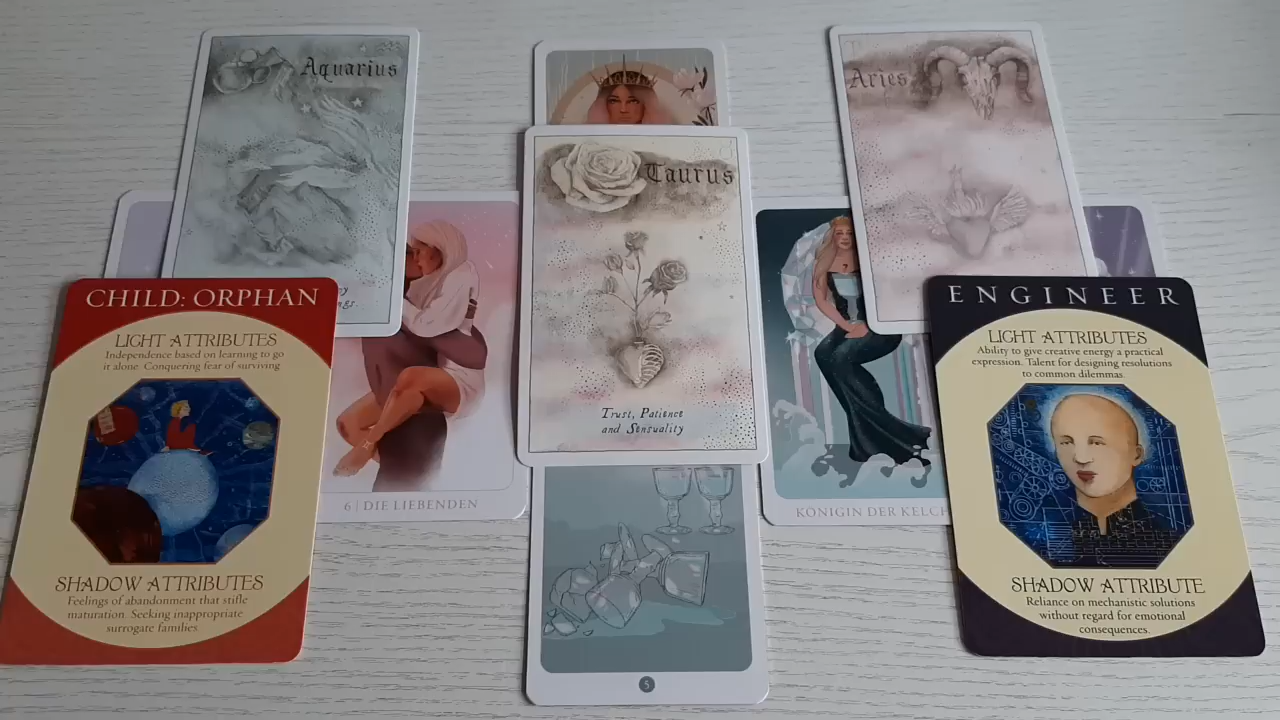 Aquarius
Aries
Taurus
Trust, Patience
and Sensuality
CHILD: ORPHAN
LIGHT ATTRIBUTES
Independence based on learning to go
it alone. Conquering fear of surviving
SHADOW ATTRIBUTES
Feelings of abandonment that stifle
maturation. Seeking inappropriate
surrogate families.
6 | DIE LIEBENDEN
KÖNIGIN DER KELCH
5
ENGINEER
LIGHT ATTRIBUTES
Ability to give creative energy a practical
expression. Talent for designing resolutions
to common dilemmas.
SHADOW ATTRIBUTE
Reliance on mechanistic solutions
without regard for emotional
consequences.